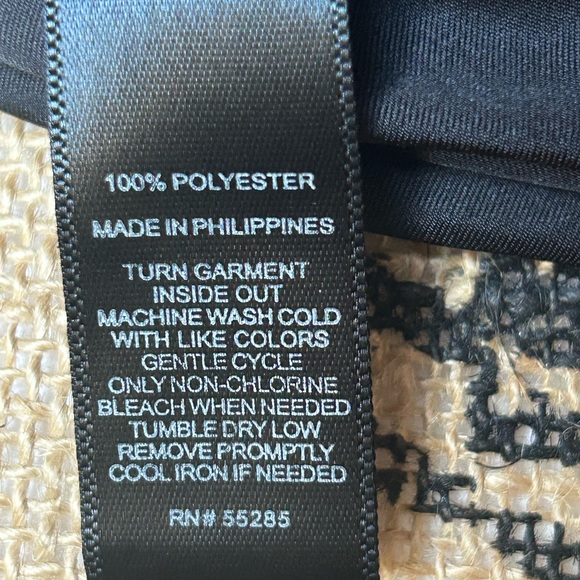 100% POLYESTER
MADE IN PHILIPPINES
TURN GARMENT
INSIDE OUT
MACHINE WASH COLD
WITH LIKE COLORS
GENTLE CYCLE
ONLY NON-CHLORINE
BLEACH WHEN NEEDED
TUMBLE DRY LOW
REMOVE PROMPTLY
COOL IRON IF NEEDED
RN# 55285